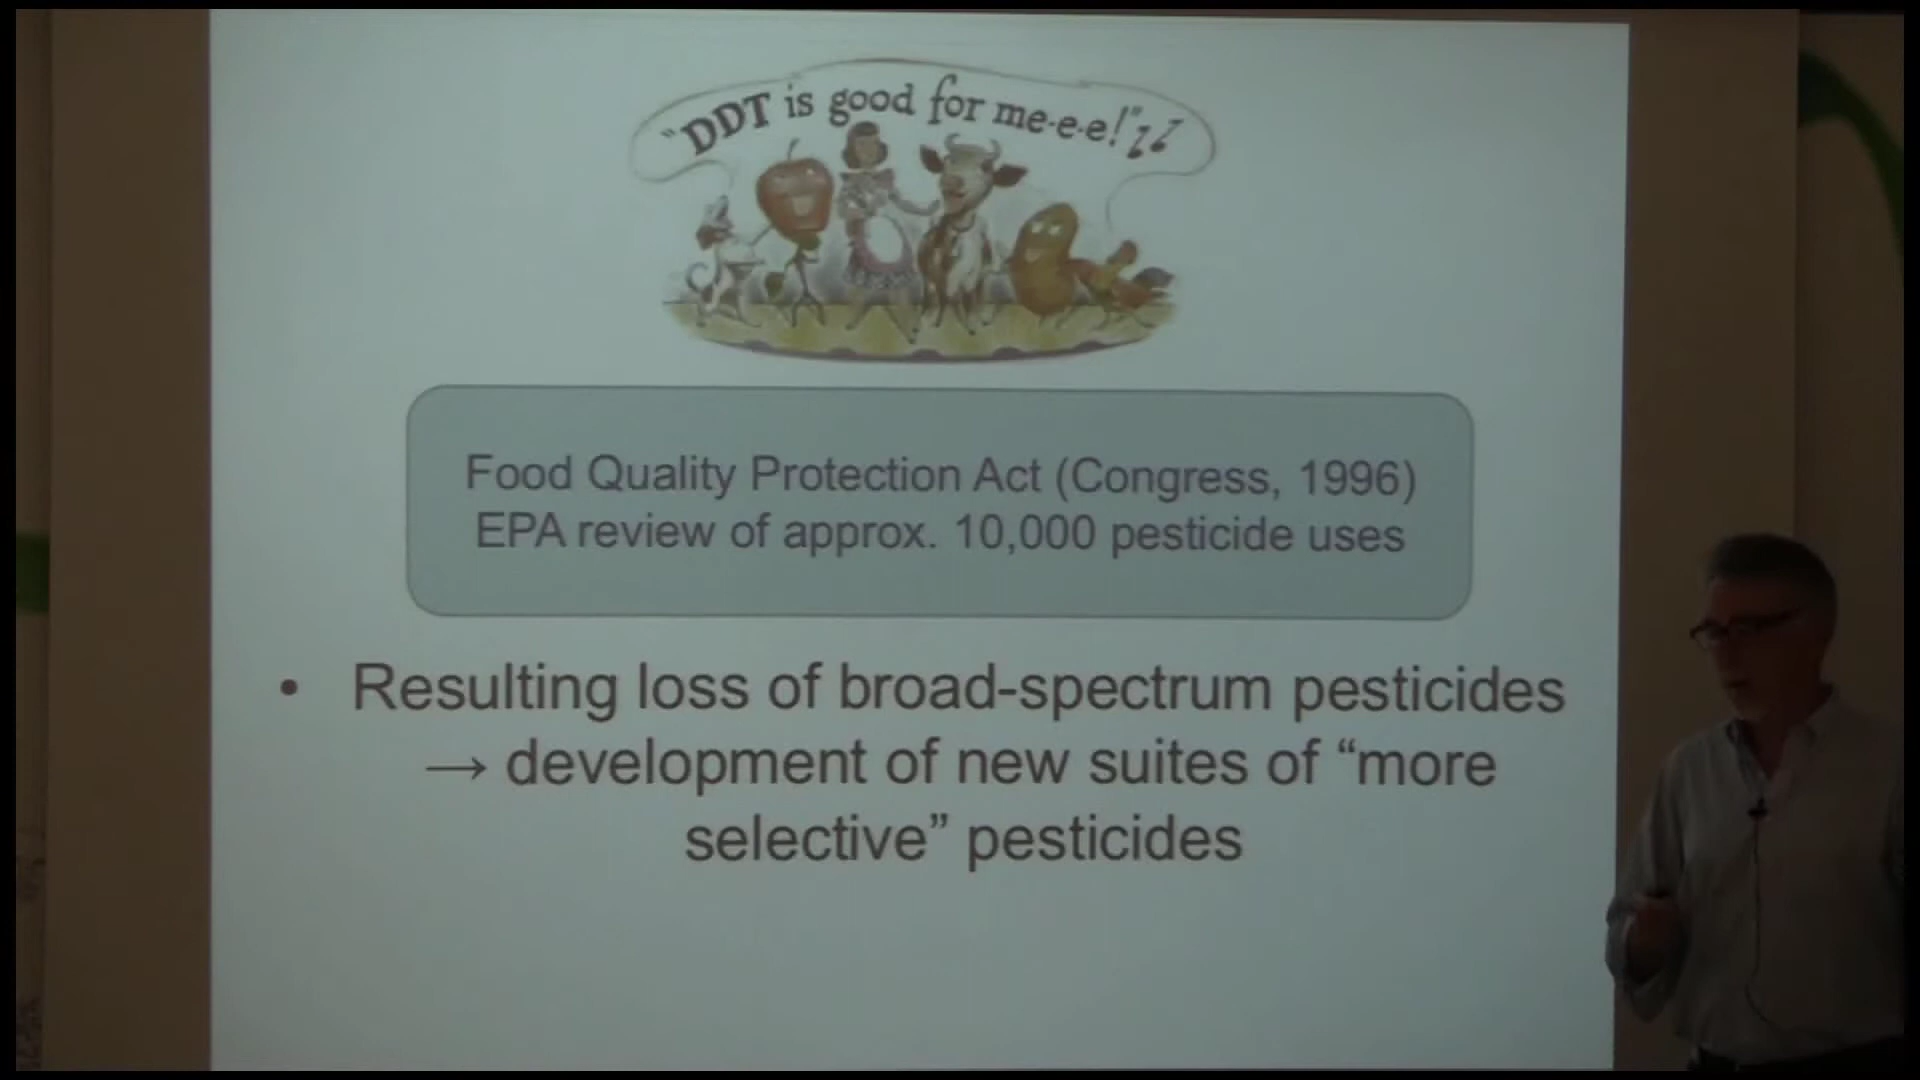 "DDT is good for me-e-e!"
Food Quality Protection Act (Congress, 1996)
EPA review of approx. 10,000 pesticide uses
• Resulting loss of broad-spectrum pesticides
→ development of new suites of “more
selective” pesticides